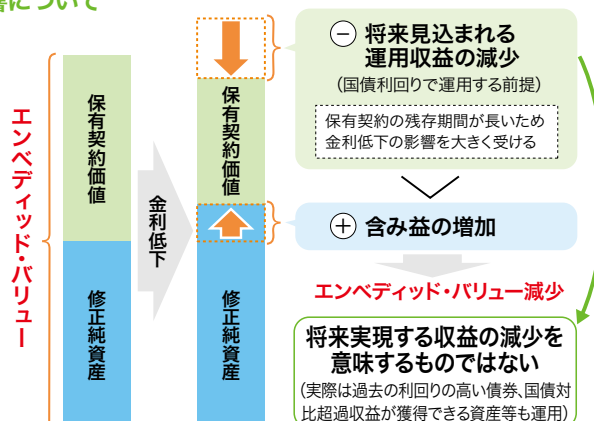 響について
エンベディッド・バリュー
保有契約価値
修正純資産
金利低下
保有契約価値
修正純資産
− 将来見込まれる
運用収益の減少
（国債利回りで運用する前提）
保有契約の残存期間が長いため
金利低下の影響を大きく受ける
+ 含み益の増加
エンベディッド・バリュー減少
将来実現する収益の減少を
意味するものではない
（実際は過去の利回りの高い債券、国債対
比超過収益が獲得できる資産等も運用）